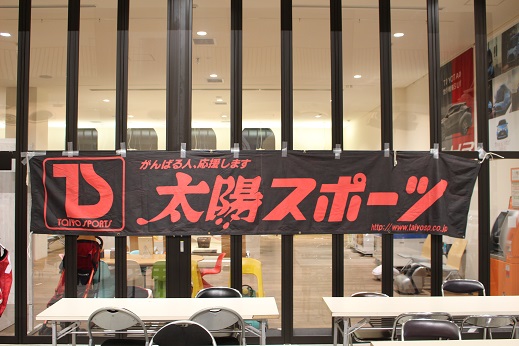 がんばる人、応援します
TS
TAIYO SPORTS
太陽スポーツ
http://www.taiyosp.co.jp